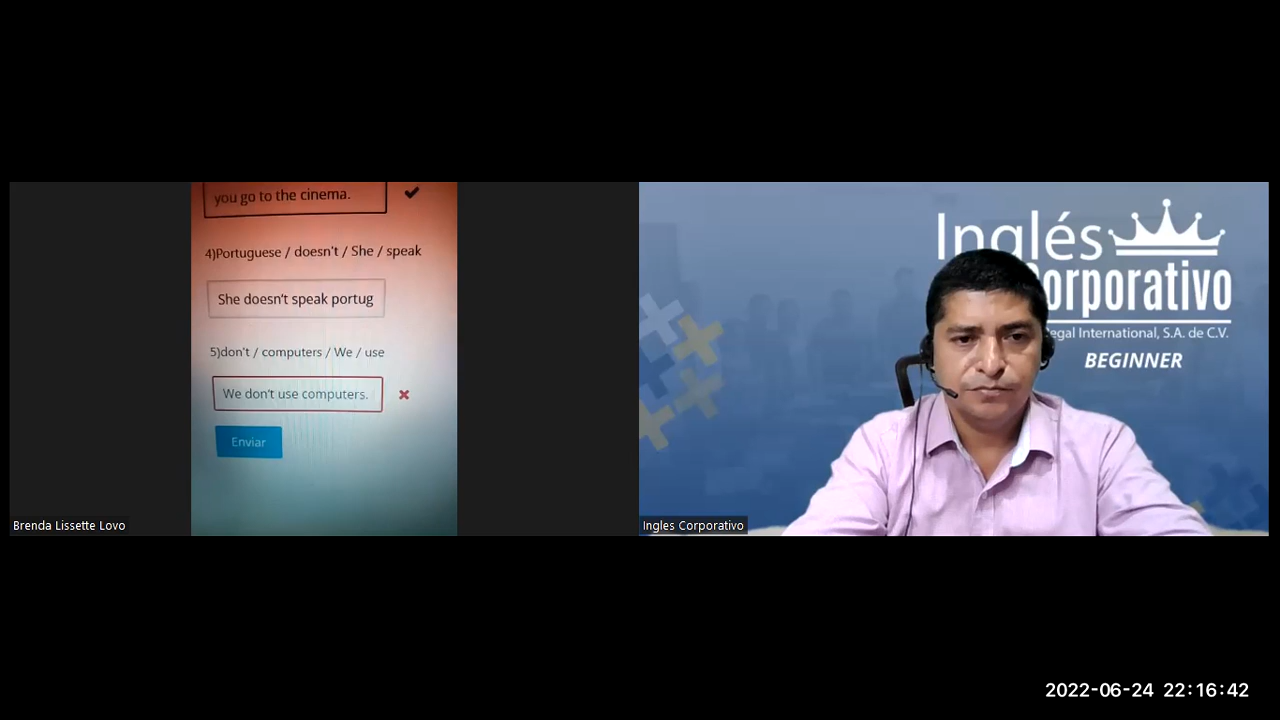 you go to the cinema.
4)Portuguese / doesn't / She / speak
She doesn't speak portug
5)don't / computers / We / use
We don't use computers.
Enviar
Brenda Lissette Lovo
Inglés
orporativo
egal International, S.A. de C.V.
BEGINNER
Ingles Corporativo
2022-06-24 22:16:42